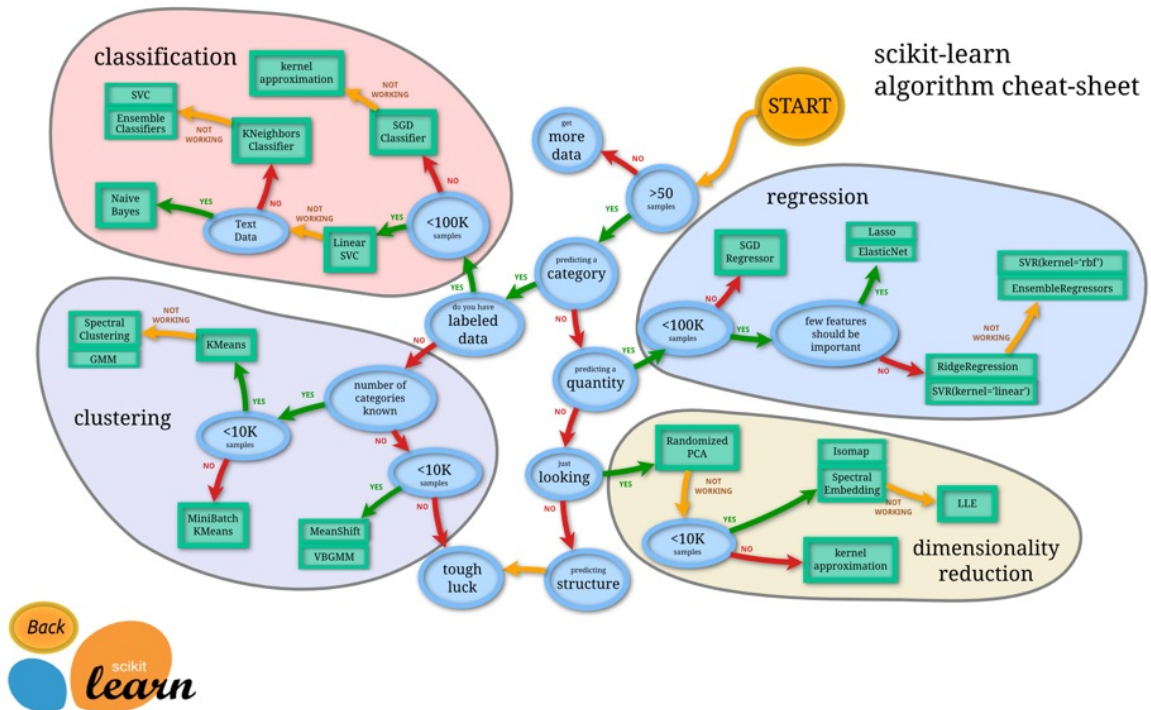 scikit-learn
algorithm cheat-sheet
START
classification
kernel
approximation
NOT
WORKING
SVC
Ensemble
Classifiers
NOT
WORKING
KNeighbors
Classifier
SGD
Classifier
NO
Naive
Bayes
YES
Text
Data
NO
NOT
WORKING
Linear
SVC
YES
<100K
samples
YES
get
more
data
NO
>50
samples
YES
predicting a
category
YES
NO
do you have
labeled
data
NO
predicting a
quantity
YES
NO
just
looking
YES
NO
predicting
structure
tough
luck
regression
SGD
Regressor
NO
<100K
samples
YES
Lasso
ElasticNet
YES
few features
should be
important
NO
SVR(kernel='rbf')
EnsembleRegressors
NOT
WORKING
RidgeRegression
SVR(kernel='linear')
clustering
Spectral
Clustering
GMM
NOT
WORKING
KMeans
YES
number of
categories
known
YES
NO
<10K
samples
NO
MiniBatch
KMeans
<10K
samples
YES
NO
MeanShift
VBGMM
Randomized
PCA
NOT
WORKING
<10K
samples
YES
NO
Isomap
Spectral
Embedding
NOT
WORKING
LLE
kernel
approximation
dimensionality
reduction
Back
scikit
learn